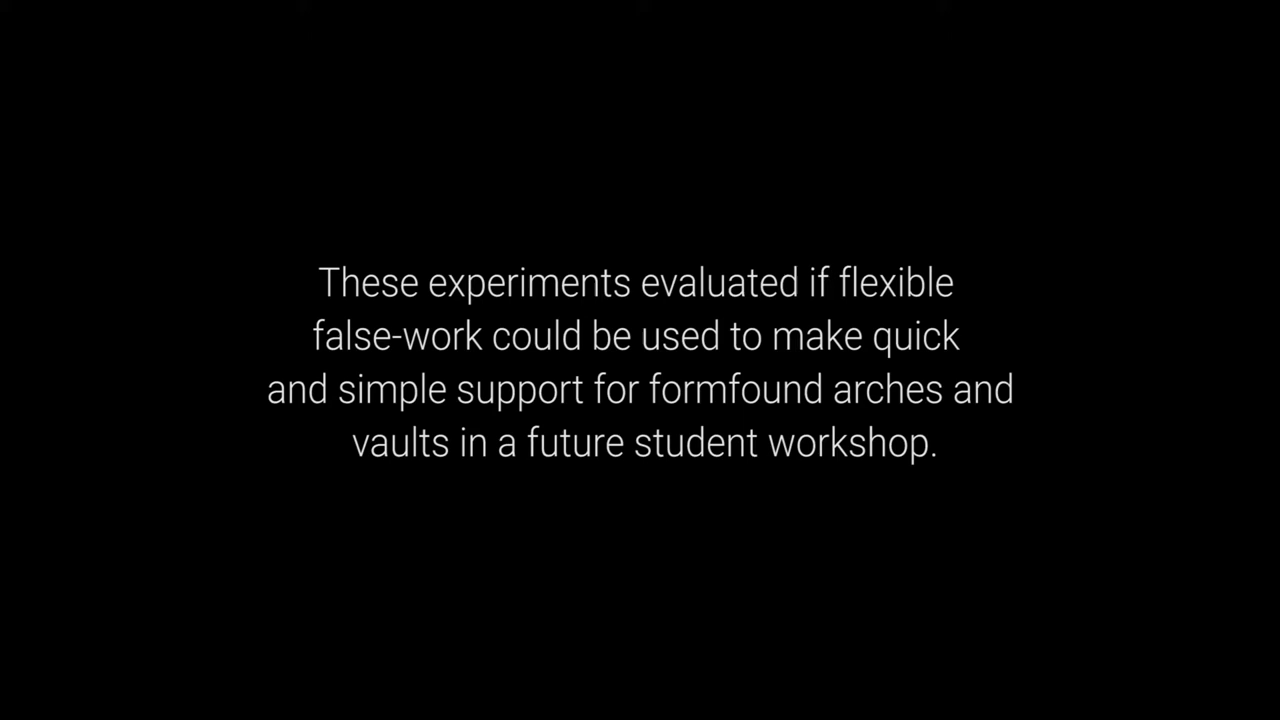 These experiments evaluated if flexible
false-work could be used to make quick
and simple support for formfound arches and
vaults in a future student workshop.